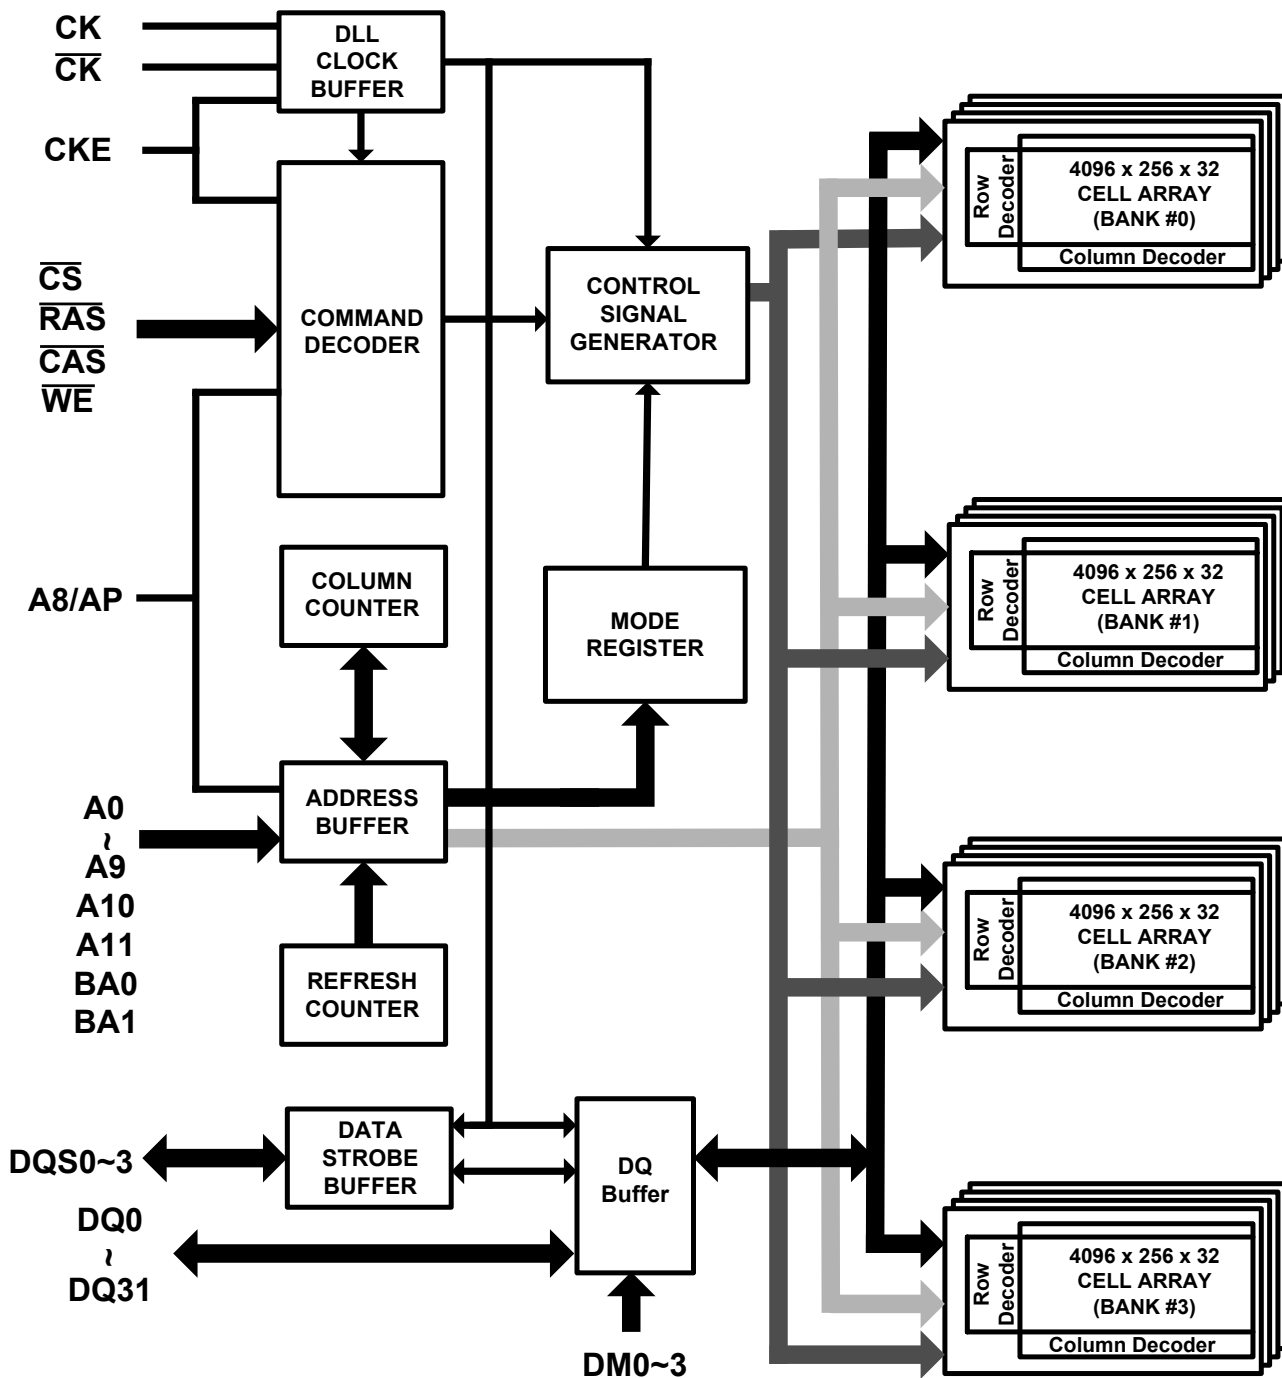 CK
CK
CKE
CS
RAS
CAS
WE
A8/AP
A0
~
A9
A10
A11
BA0
BA1
DQS0~3
DQ0
~
DQ31
DM0~3
DLL
CLOCK
BUFFER
COMMAND
DECODER
COLUMN
COUNTER
ADDRESS
BUFFER
REFRESH
COUNTER
DATA
STROBE
BUFFER
CONTROL
SIGNAL
GENERATOR
MODE
REGISTER
DQ
Buffer
Row
Decoder
4096 x 256 x 32
CELL ARRAY
(BANK #0)
Column Decoder
Row
Decoder
4096 x 256 x 32
CELL ARRAY
(BANK #1)
Column Decoder
Row
Decoder
4096 x 256 x 32
CELL ARRAY
(BANK #2)
Column Decoder
Row
Decoder
4096 x 256 x 32
CELL ARRAY
(BANK #3)
Column Decoder